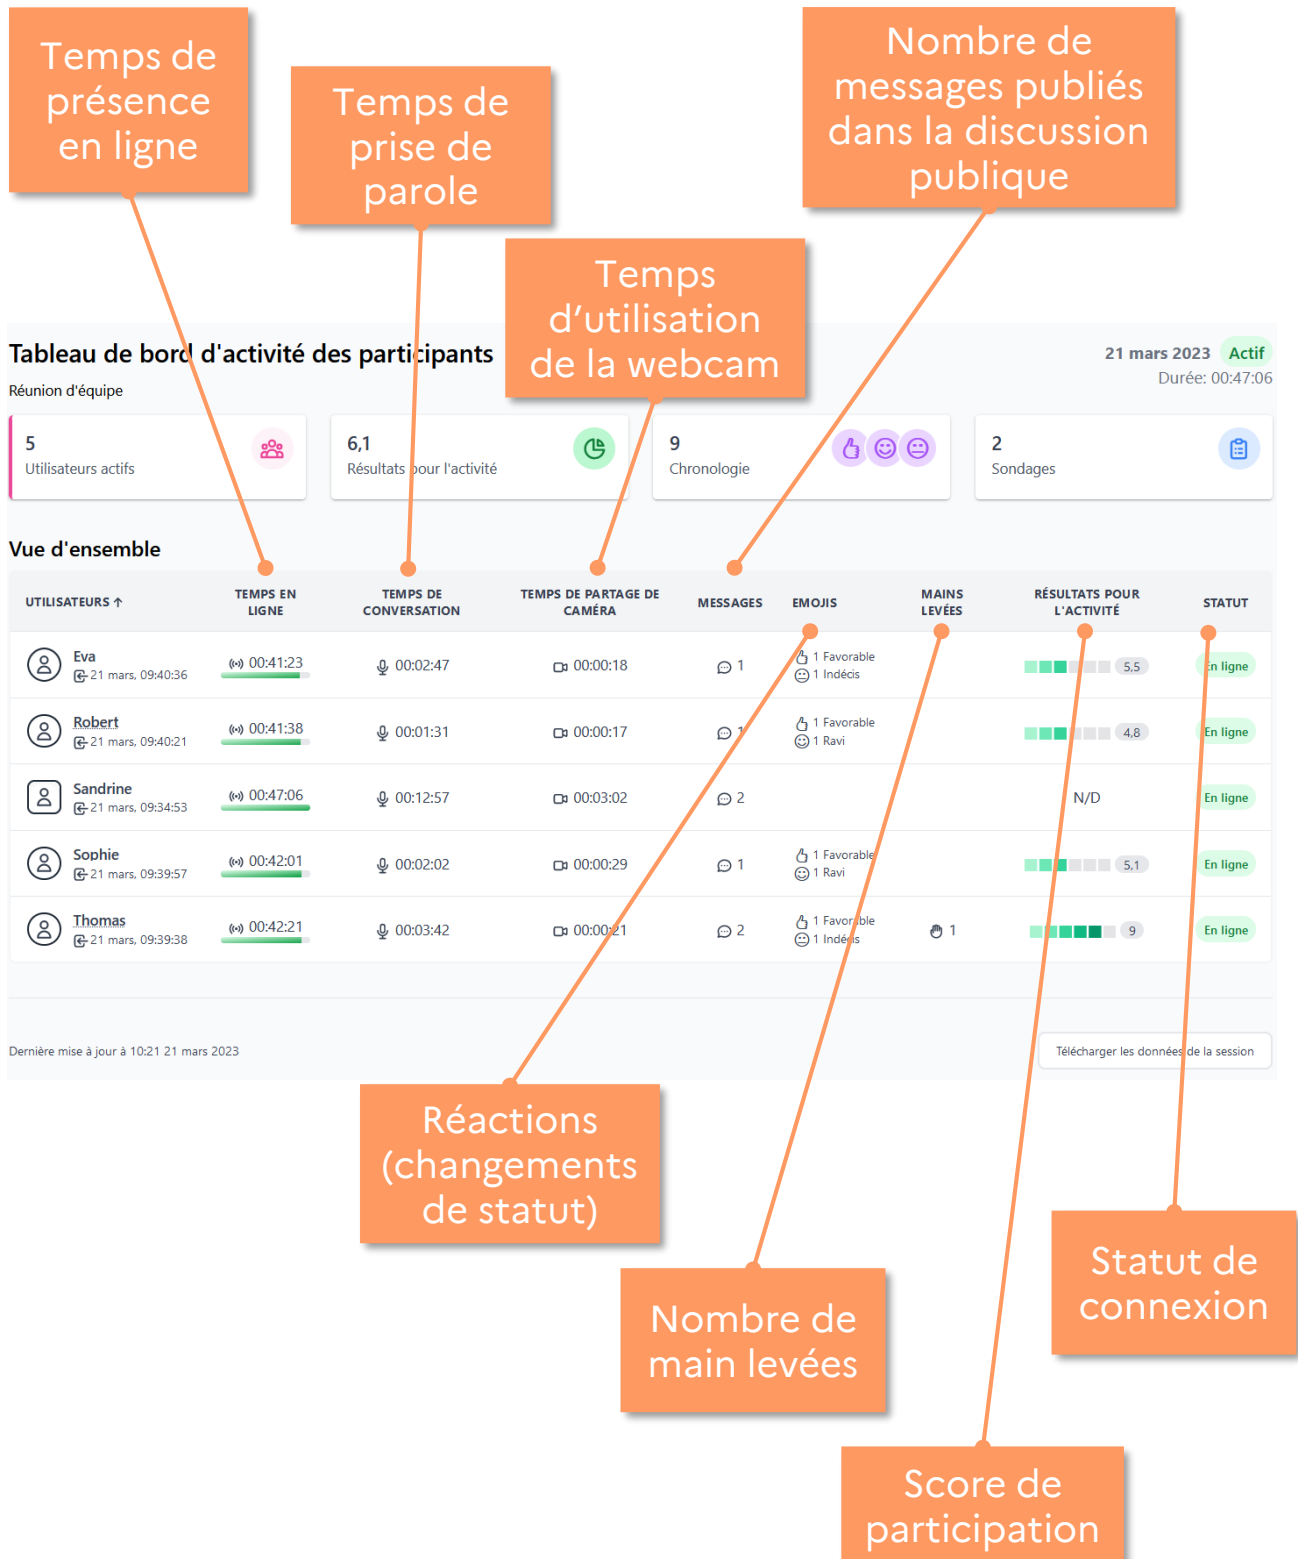 Temps de
présence
en ligne
Temps de
prise de
parole
Nombre de
messages publiés
dans la discussion
publique
Temps
d’utilisation
de la webcam
Tableau de bord d'activité des participants
21 mars 2023 Actif
Réunion d'équipe
Durée: 00:47:06
5
Utilisateurs actifs
6,1
Résultats pour l'activité
9
Chronologie
2
Sondages
Vue d'ensemble
UTILISATEURS ↑
TEMPS EN
LIGNE
TEMPS DE
CONVERSATION
TEMPS DE PARTAGE DE
CAMÉRA
MESSAGES
EMOJIS
MAINS
LEVÉES
RÉSULTATS POUR
L'ACTIVITÉ
STATUT
Eva
21 mars, 09:40:36
00:41:23
00:02:47
00:00:18
1
1 Favorable
1 Indécis
5,5
En ligne
Robert
21 mars, 09:40:21
00:41:38
00:01:31
00:00:17
1
1 Favorable
1 Ravi
4,8
En ligne
Sandrine
21 mars, 09:34:53
00:47:06
00:12:57
00:03:02
2
N/D
En ligne
Sophie
21 mars, 09:39:57
00:42:01
00:02:02
00:00:29
1
1 Favorable
1 Ravi
5,1
En ligne
Thomas
21 mars, 09:39:38
00:42:21
00:03:42
00:00:21
2
1 Favorable
1 Indécis
1
9
En ligne
Dernière mise à jour à 10:21 21 mars 2023
Télécharger les données de la session
Réactions
(changements
de statut)
Statut de
connexion
Nombre de
main levées
Score de
participation